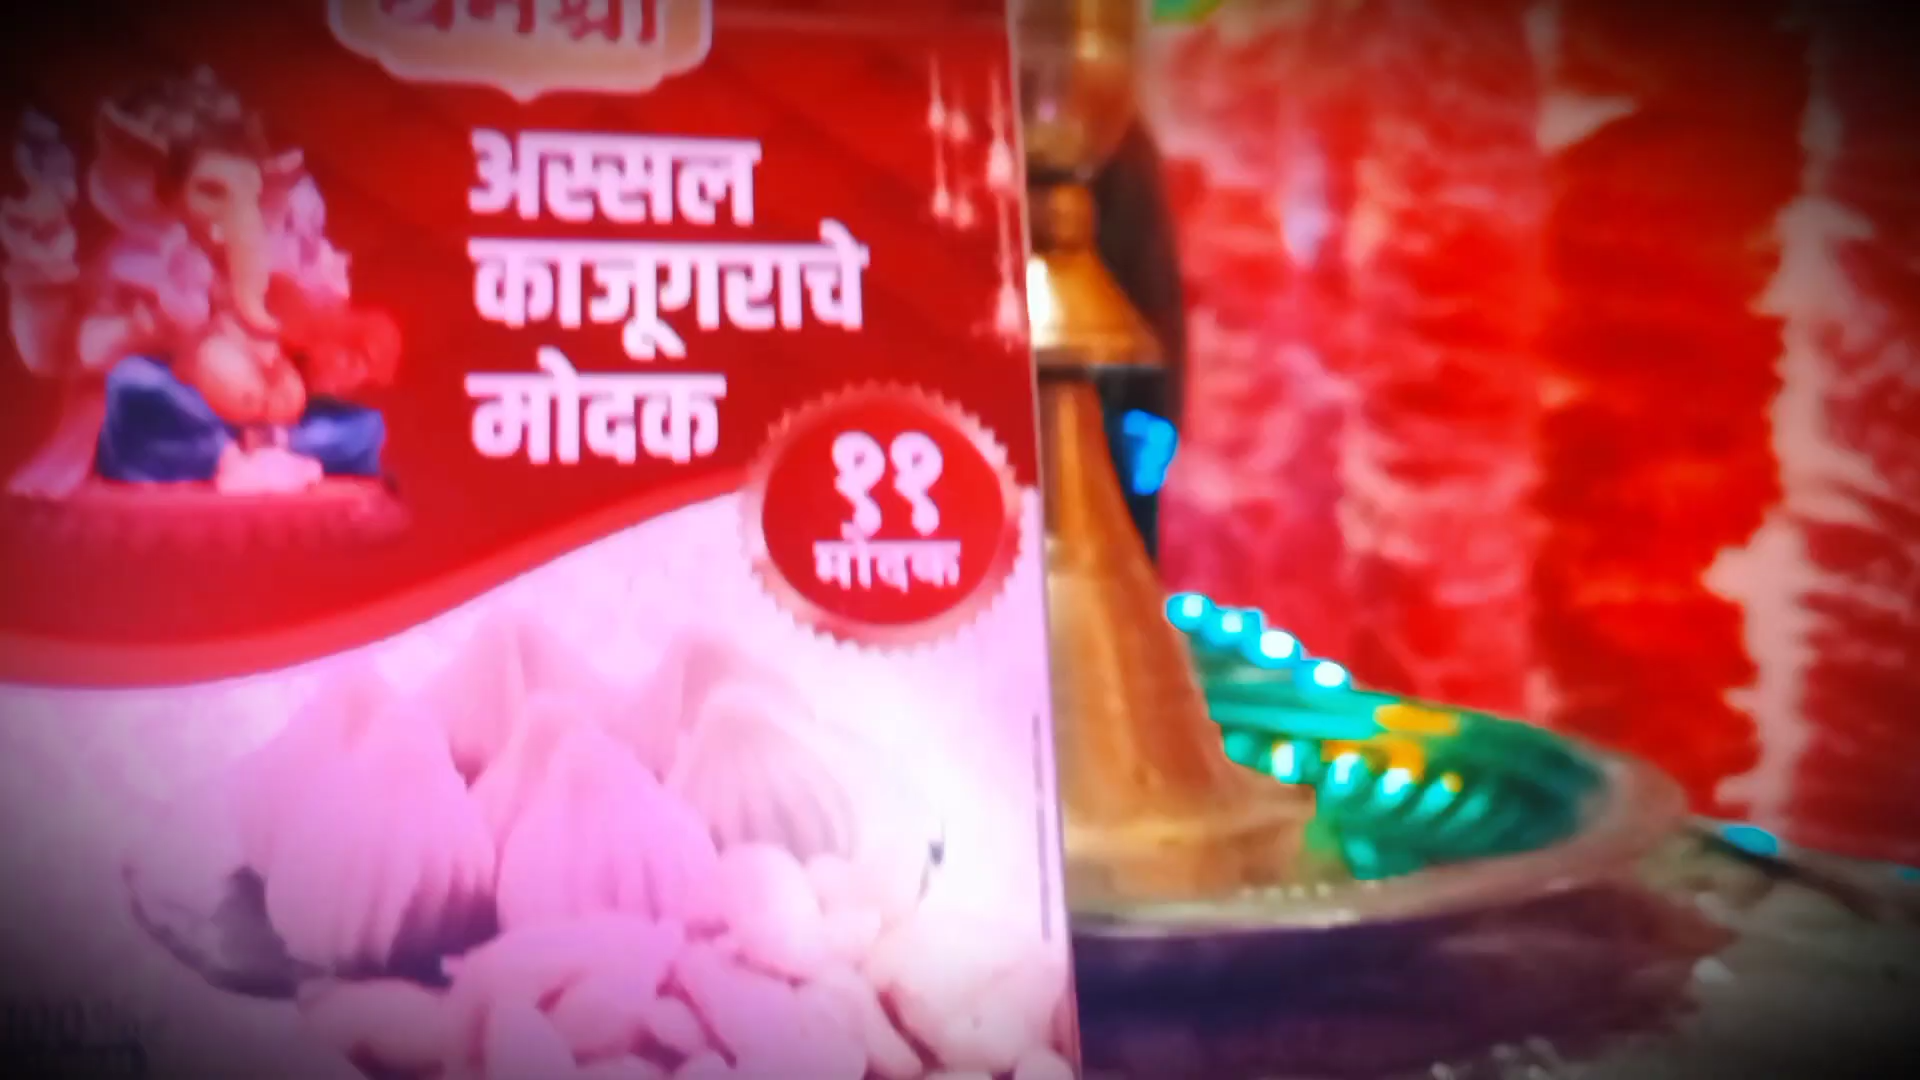 अस्सल
काजूगराचे
मोदक
११
मोदक